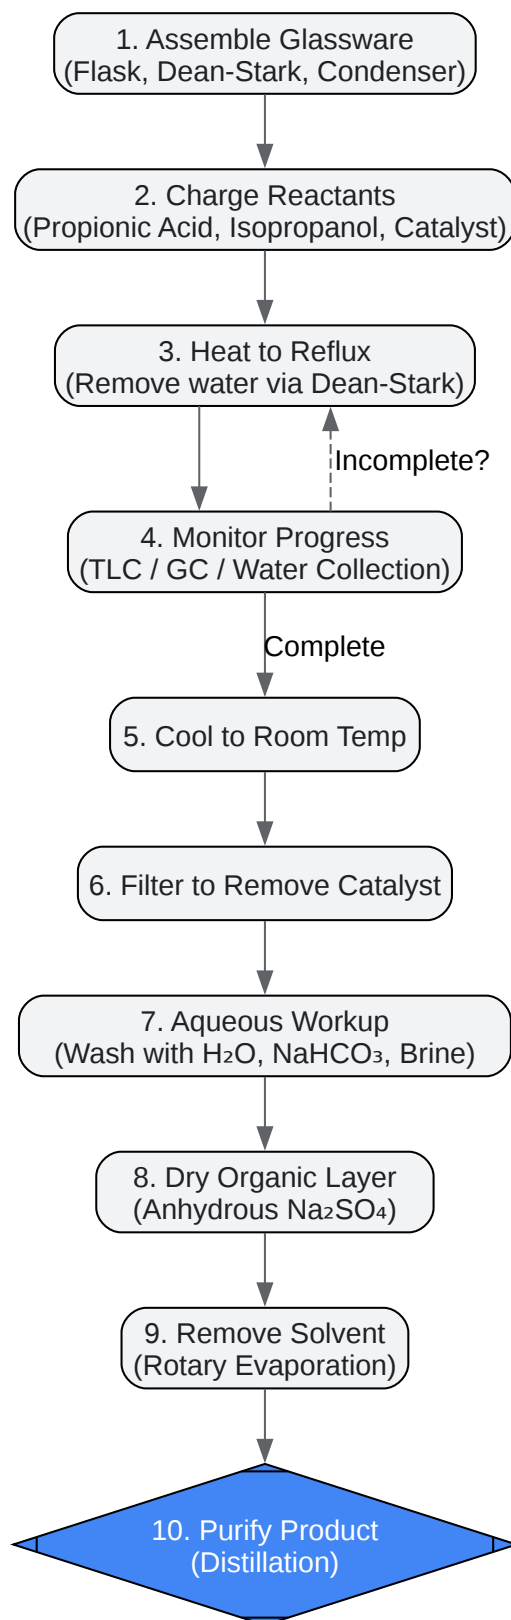 1. Assemble Glassware
(Flask, Dean-Stark, Condenser)
2. Charge Reactants
(Propionic Acid, Isopropanol, Catalyst)
3. Heat to Reflux
(Remove water via Dean-Stark)
Incomplete?
4. Monitor Progress
(TLC / GC / Water Collection)
Complete
5. Cool to Room Temp
6. Filter to Remove Catalyst
7. Aqueous Workup
(Wash with H₂O, NaHCO₃, Brine)
8. Dry Organic Layer
(Anhydrous Na₂SO₄)
9. Remove Solvent
(Rotary Evaporation)
10. Purify Product
(Distillation)